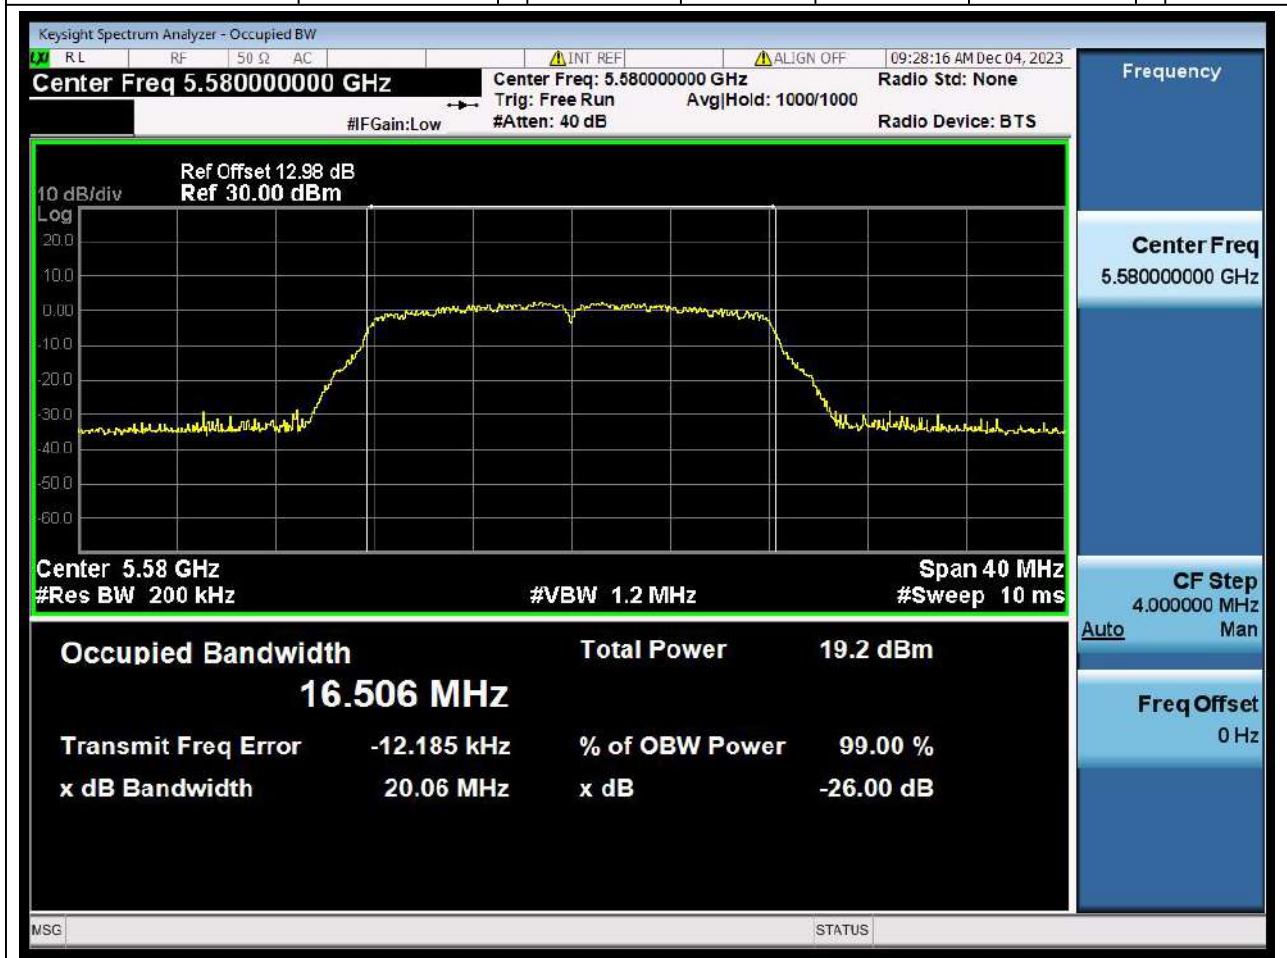 Keysight Spectrum Analyzer - Occupied BW
LXI RL RF 50 Ω AC INT REF ALIGN OFF 09:28:16 AM Dec 04, 2023
Center Freq 5.580000000 GHz Center Freq: 5.580000000 GHz Radio Std: None
Trig: Free Run Avg|Hold: 1000/1000
#IFGain:Low #Atten: 40 dB Radio Device: BTS
Ref Offset 12.98 dB
10 dB/div Ref 30.00 dBm
Log
20.0
10.0
0.00
-10.0
-20.0
-30.0
-40.0
-50.0
-60.0
Center 5.58 GHz Span 40 MHz
#Res BW 200 kHz #VBW 1.2 MHz #Sweep 10 ms
Occupied Bandwidth Total Power 19.2 dBm
16.506 MHz
Transmit Freq Error -12.185 kHz % of OBW Power 99.00 %
x dB Bandwidth 20.06 MHz x dB -26.00 dB
MSG STATUS
Frequency
Center Freq
5.580000000 GHz
CF Step
4.000000 MHz
Auto Man
Freq Offset
0 Hz